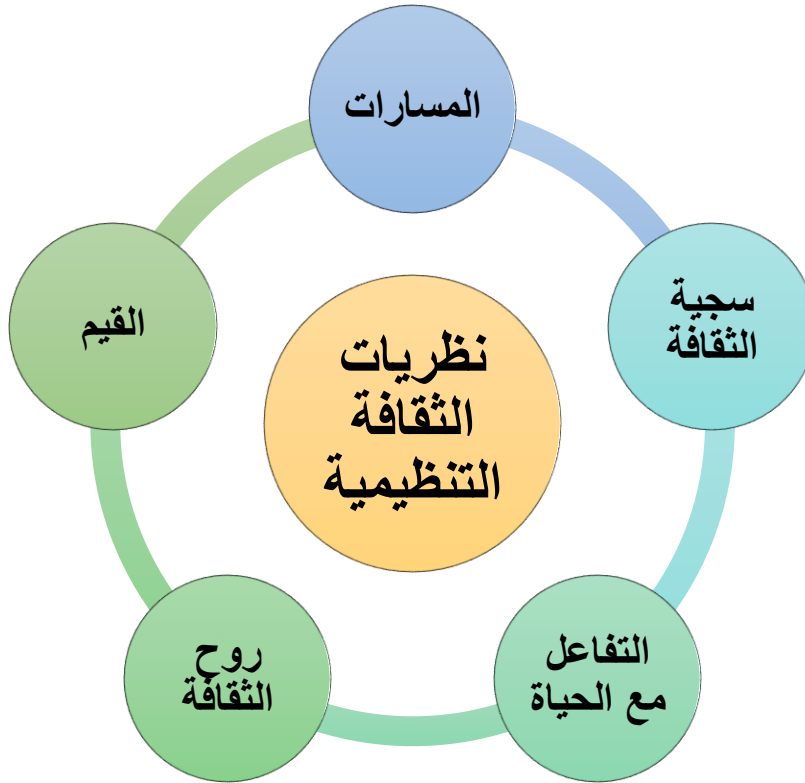 المسارات
سجية
الثقافة
التفاعل
مع الحياة
روح
الثقافة
القيم
نظريات
الثقافة
التنظيمية